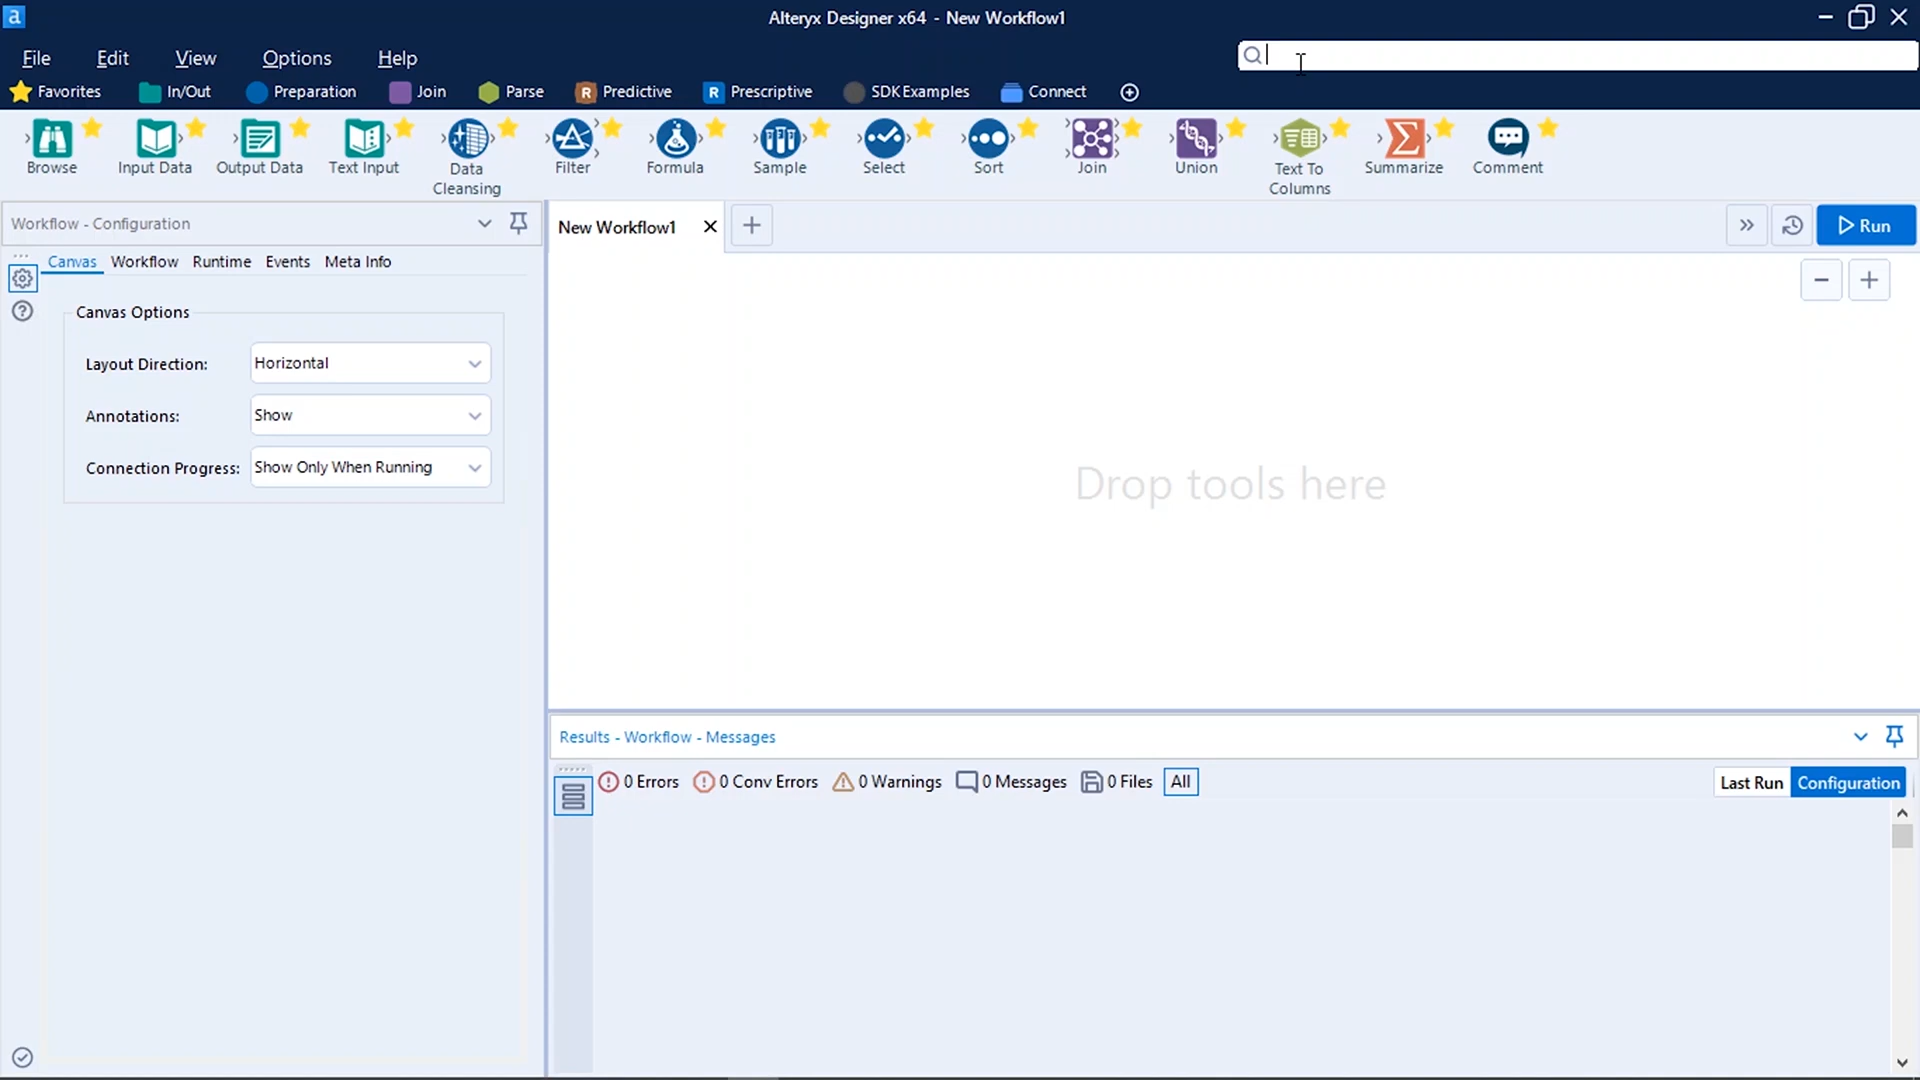 a
Alteryx Designer x64 - New Workflow1
File Edit View Options Help
Favorites In/Out Preparation Join Parse R Predictive R Prescriptive SDKExamples Connect
Browse Input Data Output Data Text Input Data Cleansing Filter Formula Sample Select Sort Join Union Text To Columns Summarize Comment
Workflow - Configuration
New Workflow1
Run
Canvas Workflow Runtime Events Meta Info
Canvas Options
Layout Direction: Horizontal
Annotations: Show
Connection Progress: Show Only When Running
Drop tools here
Results - Workflow - Messages
0 Errors 0 Conv Errors 0 Warnings 0 Messages 0 Files All Last Run Configuration